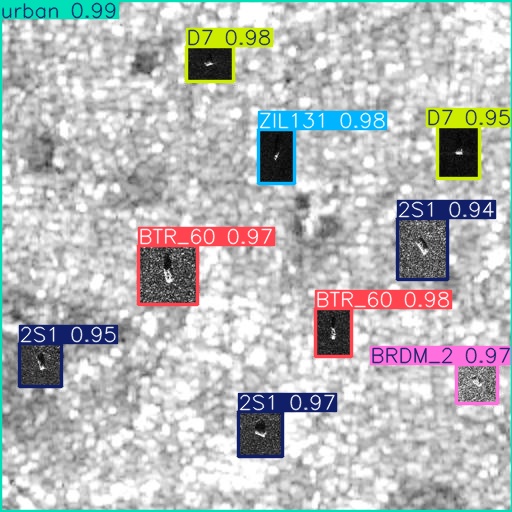 urban 0.99
D7 0.98
ZIL131 0.98
D7 0.95
2S1 0.94
BTR_60 0.97
BTR_60 0.98
2S1 0.95
BRDM_2 0.97
2S1 0.97